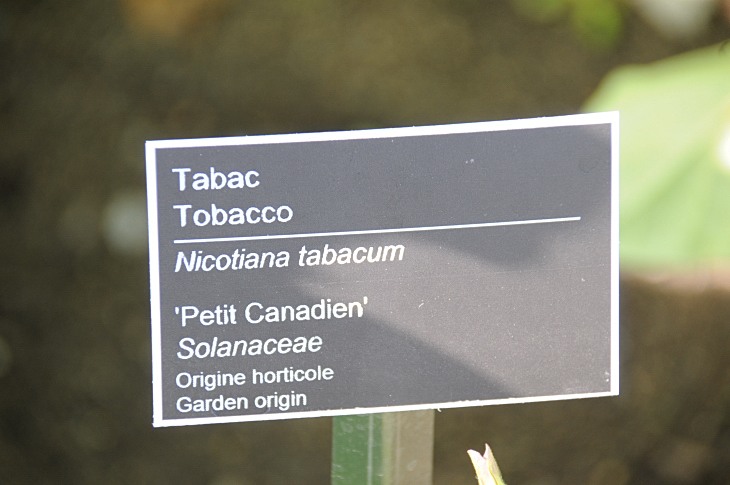 Tabac
Tobacco
Nicotiana tabacum
'Petit Canadien'
Solanaceae
Origine horticole
Garden origin